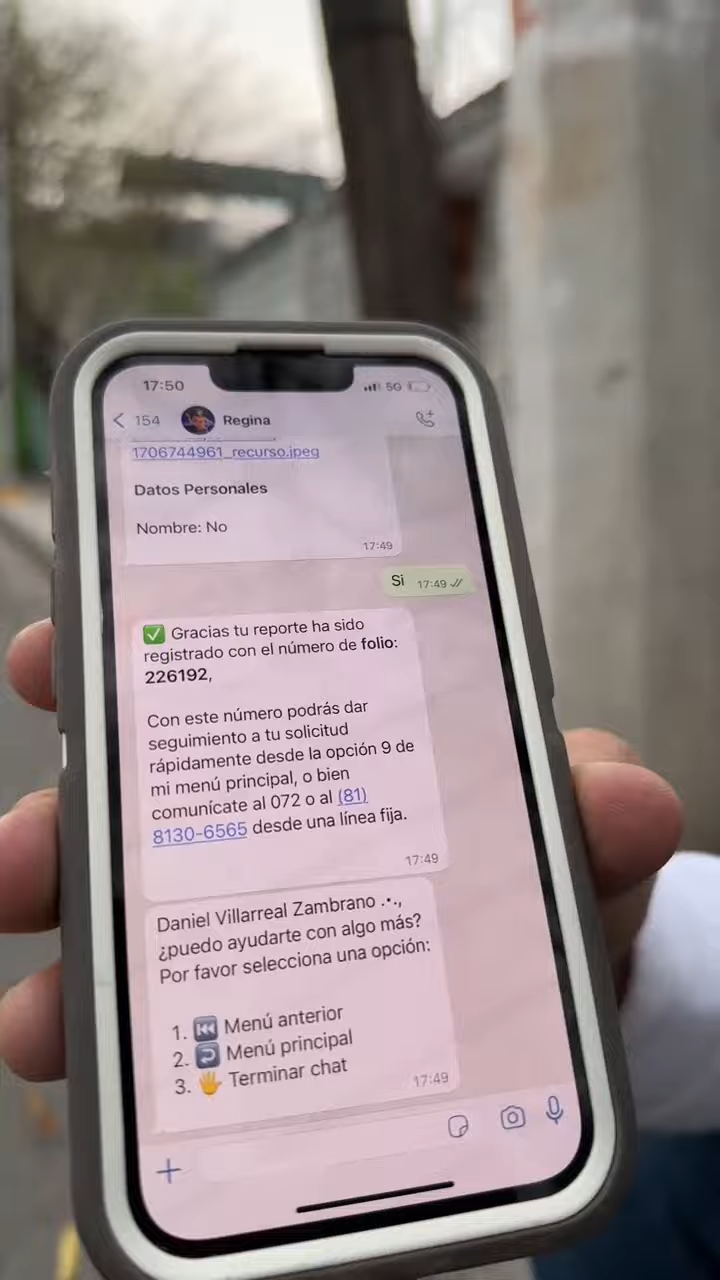 17:50 5G
154 Regina
1706744961_recurso.jpeg
Datos Personales
Nombre: No
17:49
Si 17:49
✅ Gracias tu reporte ha sido
registrado con el número de folio:
226192,
Con este número podrás dar
seguimiento a tu solicitud
rápidamente desde la opción 9 de
mi menú principal, o bien
comunícate al 072 o al (81)
8130-6565 desde una línea fija.
17:49
Daniel Villarreal Zambrano .•.,
¿puedo ayudarte con algo más?
Por favor selecciona una opción:
1. ⏮ Menú anterior
2. ↩ Menú principal
3. 🖐 Terminar chat
17:49